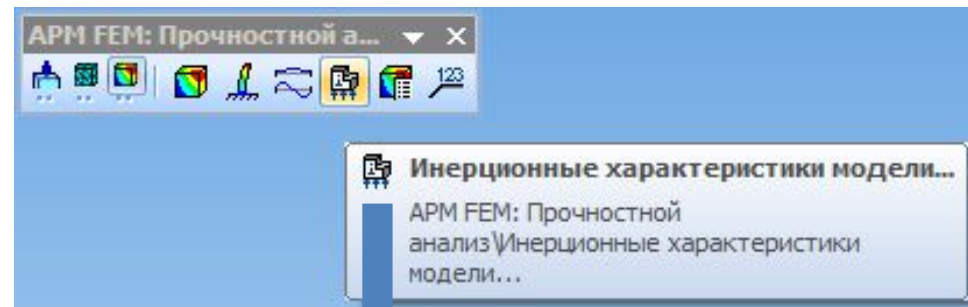 APM FEM: Прочностной а...
123
Инерционные характеристики модели...
APM FEM: Прочностной
анализ\Инерционные характеристики
модели...